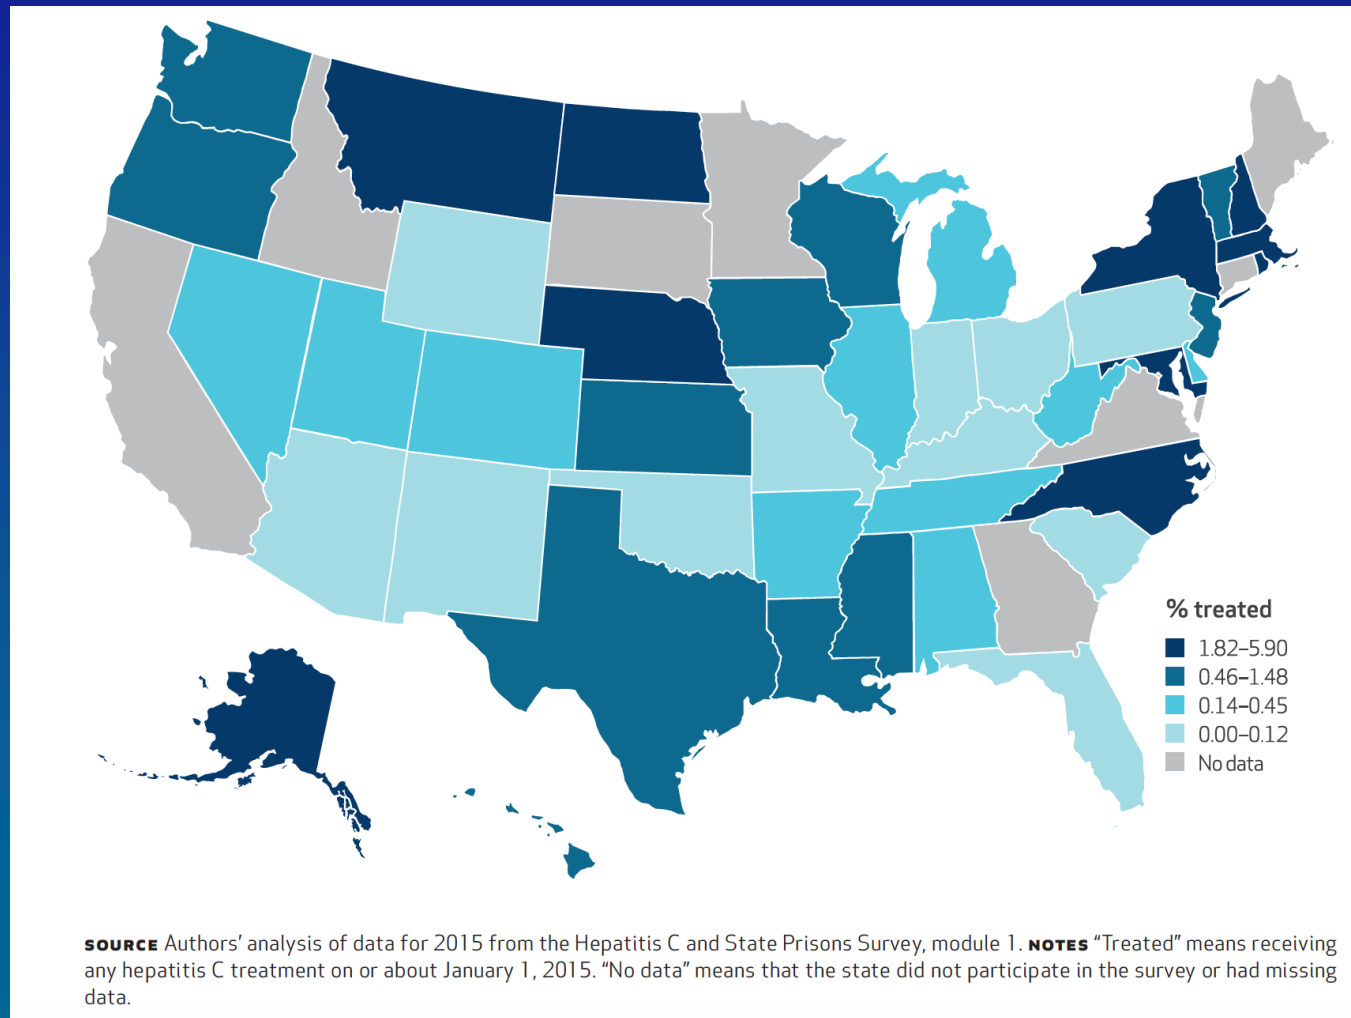 % treated
1.82–5.90
0.46–1.48
0.14–0.45
0.00–0.12
No data
SOURCE Authors’ analysis of data for 2015 from the Hepatitis C and State Prisons Survey, module 1. NOTES “Treated” means receiving
any hepatitis C treatment on or about January 1, 2015. “No data” means that the state did not participate in the survey or had missing
data.